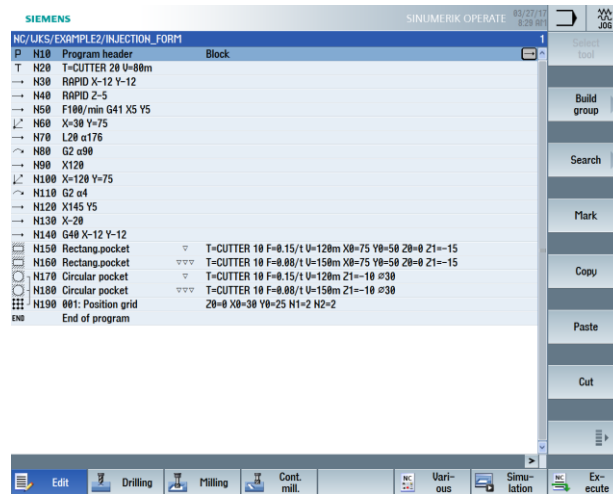 SIEMENS
SINUMERIK OPERATE 03/27/17
8:29 AM
JOG
NC/WKS/EXAMPLE2/INJECTION_FORM 1
Select
tool
P N10 Program header Block
T N20 T=CUTTER 20 V=80m
N30 RAPID X-12 Y-12
N40 RAPID Z-5
N50 F100/min G41 X5 Y5
N60 X=30 Y=75
N70 L20 α176
N80 G2 α90
N90 X120
N100 X=120 Y=75
N110 G2 α4
N120 X145 Y5
N130 X-20
N140 G40 X-12 Y-12
N150 Rectang.pocket ▽ T=CUTTER 10 F=0.15/t V=120m X0=75 Y0=50 Z0=0 Z1=-15
N160 Rectang.pocket ▽▽▽ T=CUTTER 10 F=0.08/t V=150m X0=75 Y0=50 Z0=0 Z1=-15
N170 Circular pocket ▽ T=CUTTER 10 F=0.15/t V=120m Z1=-10 ⌀30
N180 Circular pocket ▽▽▽ T=CUTTER 10 F=0.08/t V=150m Z1=-10 ⌀30
N190 001: Position grid Z0=0 X0=30 Y0=25 N1=2 N2=2
END End of program
Build
group
Search
Mark
Copy
Paste
Cut
Edit
Drilling
Milling
Cont.
mill.
NC
Vari-
ous
Simu-
lation
NC
Ex-
ecute